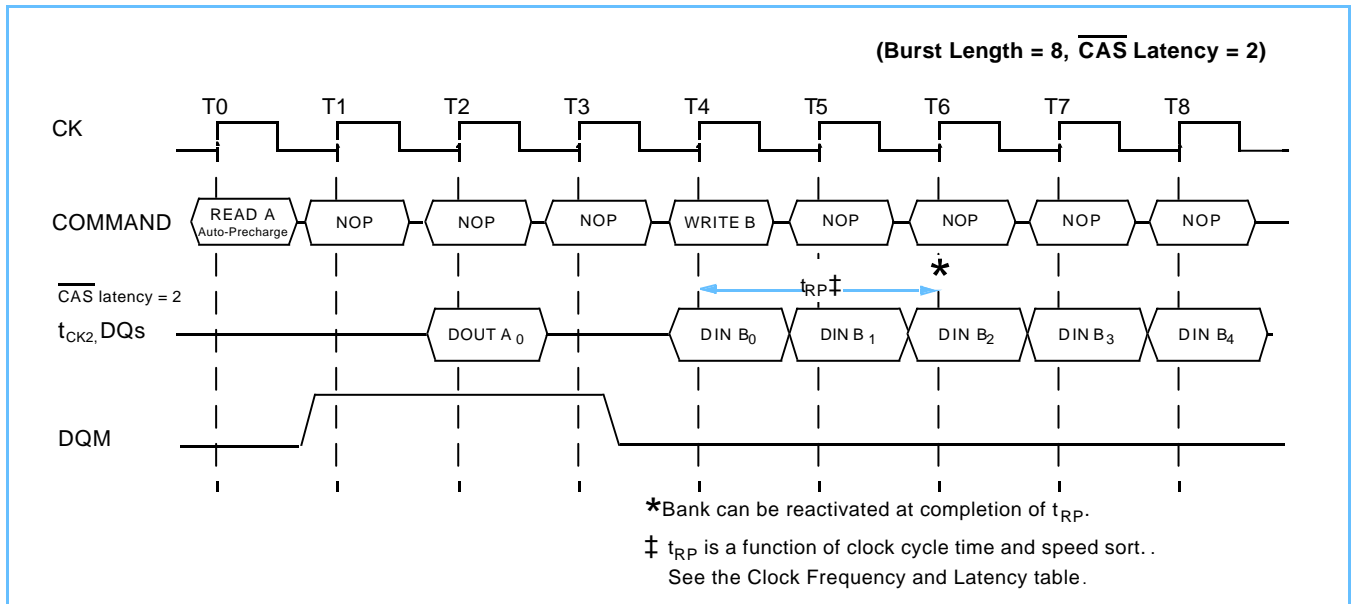 (Burst Length = 8, CAS Latency = 2)
T0 T1 T2 T3 T4 T5 T6 T7 T8
CK
COMMAND
READ A
Auto-Precharge
NOP NOP NOP WRITE B NOP NOP NOP NOP
*
tRP‡
CAS latency = 2
tCK2, DQs
DOUT A0 DIN B0 DIN B1 DIN B2 DIN B3 DIN B4
DQM
*Bank can be reactivated at completion of tRP.
‡ tRP is a function of clock cycle time and speed sort. .
See the Clock Frequency and Latency table.